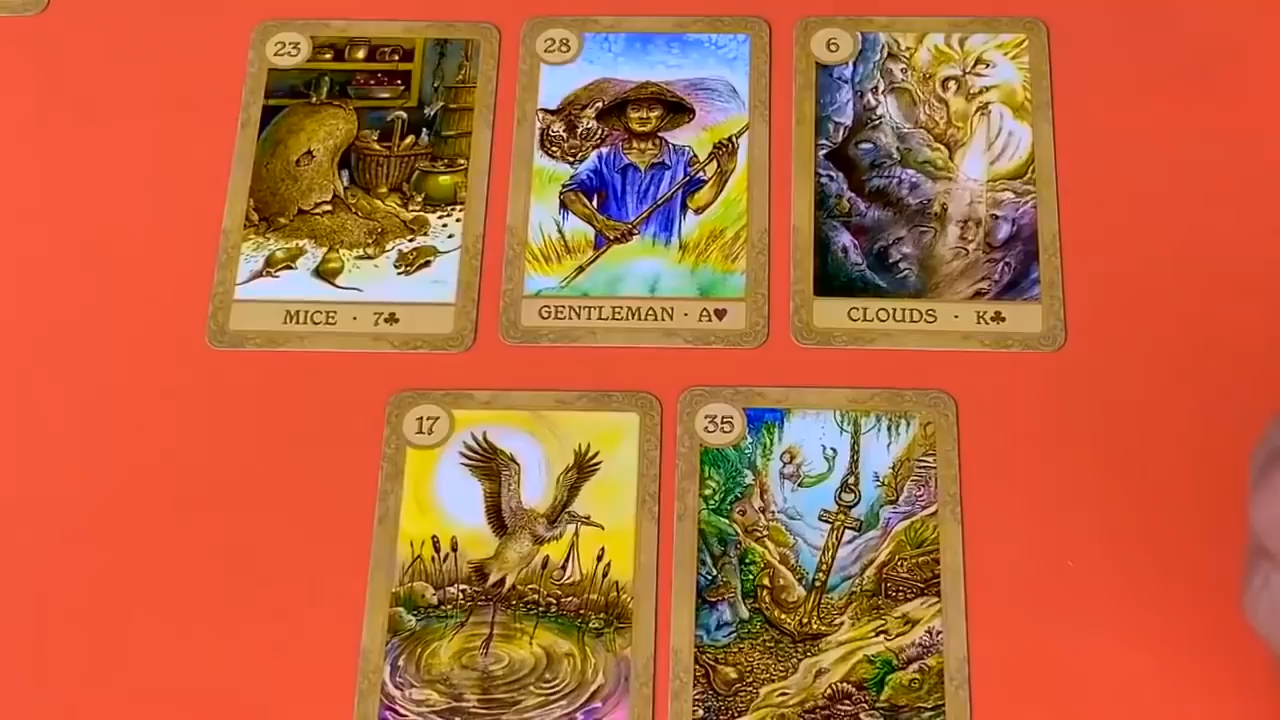 23
MICE · 7♣
28
GENTLEMAN · A♥
6
CLOUDS · K♣
17
35